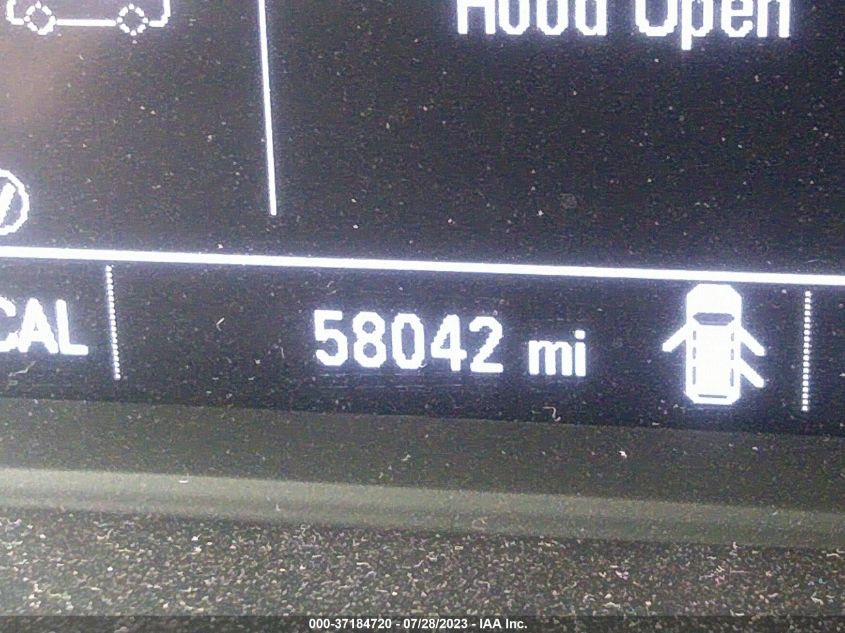 Hood Open
CAL
58042 mi
000-37184720 - 07/28/2023 - IAA Inc.